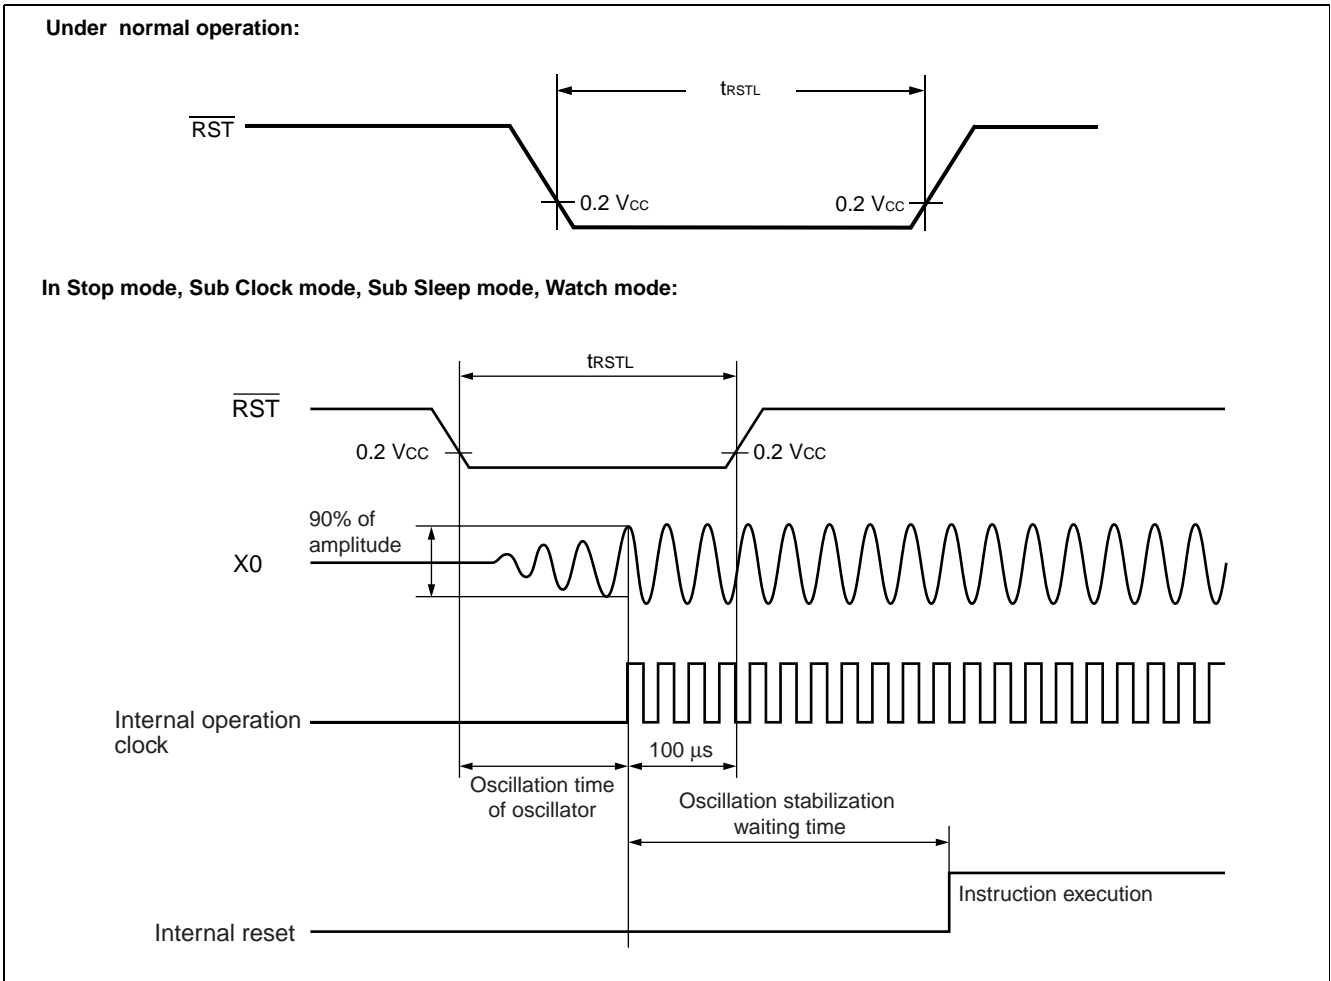 Under normal operation:
tRSTL
RST
0.2 VCC
0.2 VCC
In Stop mode, Sub Clock mode, Sub Sleep mode, Watch mode:
tRSTL
RST
0.2 VCC
0.2 VCC
90% of
amplitude
X0
Internal operation
clock
100 μs
Oscillation time
of oscillator
Oscillation stabilization
waiting time
Instruction execution
Internal reset